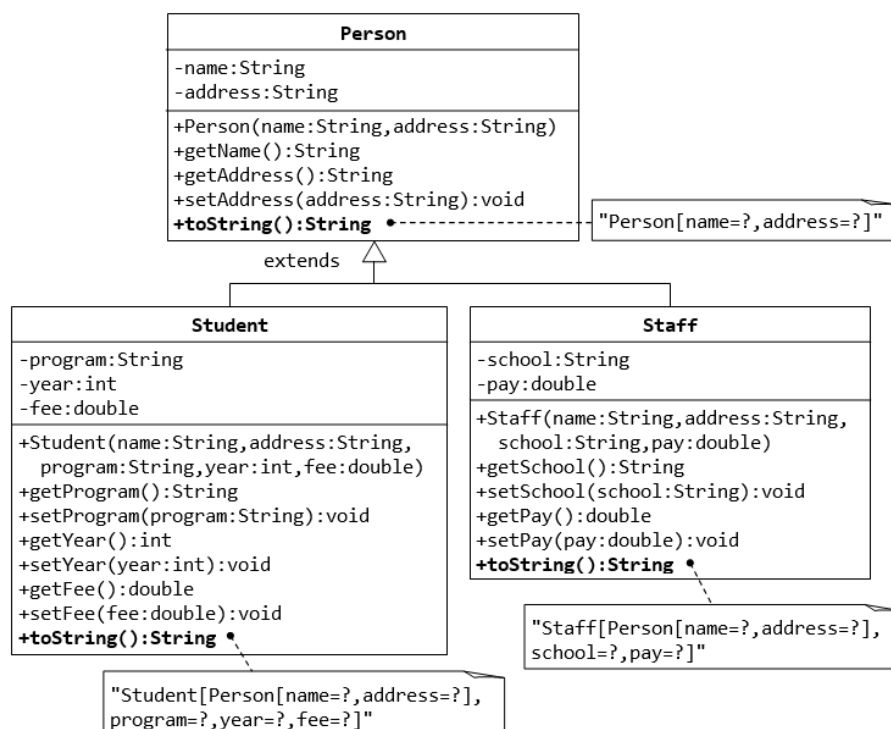 Person
-name:String
-address:String
+Person(name:String,address:String)
+getName():String
+getAddress():String
+setAddress(address:String):void
+toString():String
"Person[name=?,address=?]"
extends
Student
-program:String
-year:int
-fee:double
+Student(name:String,address:String,
program:String,year:int,fee:double)
+getProgram():String
+setProgram(program:String):void
+getYear():int
+setYear(year:int):void
+getFee():double
+setFee(fee:double):void
+toString():String
"Student[Person[name=?,address=?],
program=?,year=?,fee=?]"
Staff
-school:String
-pay:double
+Staff(name:String,address:String,
school:String,pay:double)
+getSchool():String
+setSchool(school:String):void
+getPay():double
+setPay(pay:double):void
+toString():String
"Staff[Person[name=?,address=?],
school=?,pay=?]"